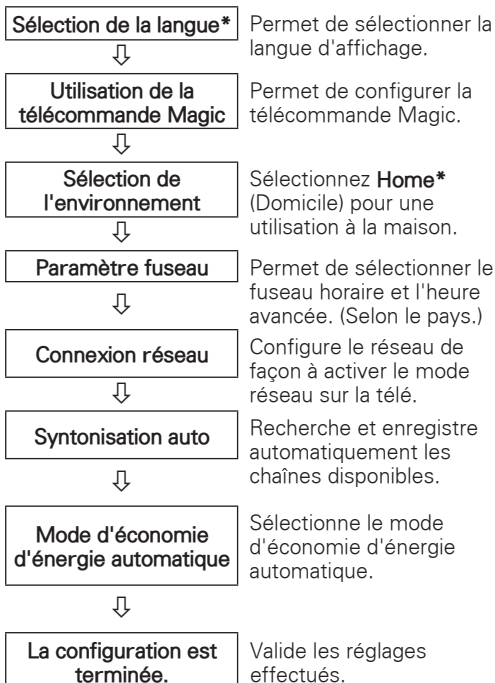 Sélection de la langue*
Permet de sélectionner la
langue d'affichage.
Utilisation de la
télécommande Magic
Permet de configurer la
télécommande Magic.
Sélection de
l'environnement
Sélectionnez Home*
(Domicile) pour une
utilisation à la maison.
Paramètre fuseau
Permet de sélectionner le
fuseau horaire et l'heure
avancée. (Selon le pays.)
Connexion réseau
Configure le réseau de
façon à activer le mode
réseau sur la télé.
Syntonisation auto
Recherche et enregistre
automatiquement les
chaînes disponibles.
Mode d'économie
d'énergie automatique
Sélectionne le mode
d'économie d'énergie
automatique.
La configuration est
terminée.
Valide les réglages
effectués.